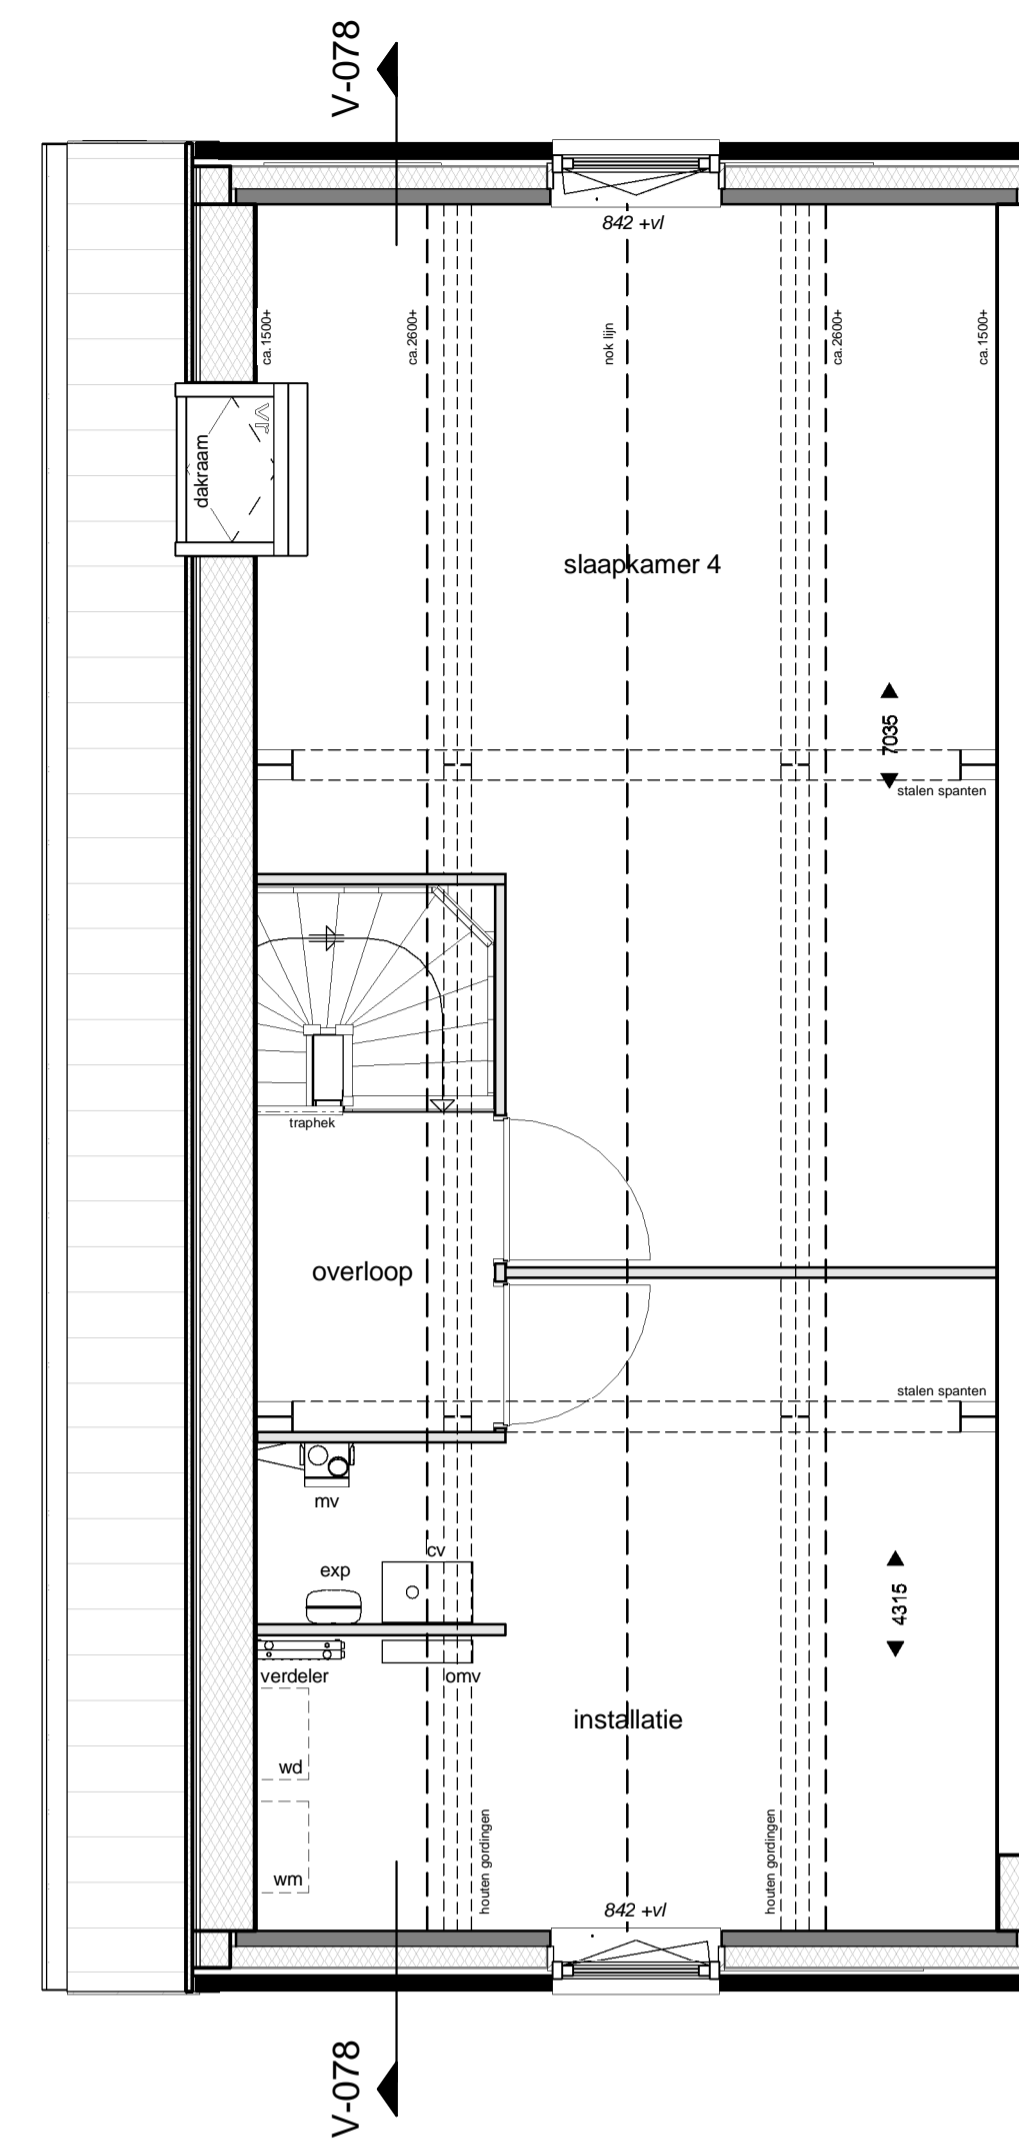 V-078
842 +vl
ca.1500+
ca.2600+
nok lijn
ca.2600+
ca.1500+
vr
dakraam
slaapkamer 4
7035
stalen spanten
traphek
overloop
stalen spanten
mv
cv
exp
4315
verdeler
omv
installatie
wd
houten gordingen
houten gordingen
wm
842 +vl
V-078